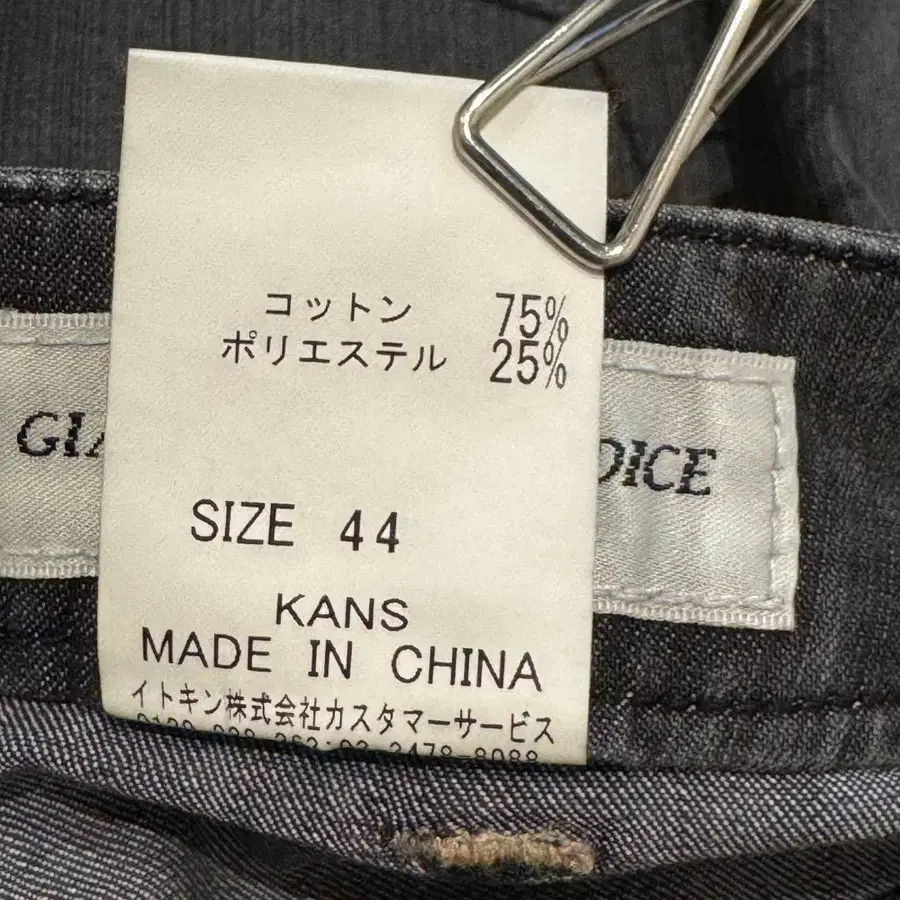 コットン 75%
ポリエステル 25%
GIA
DICE
SIZE 44
KANS
MADE IN CHINA
イトキン株式会社カスタマーサービス